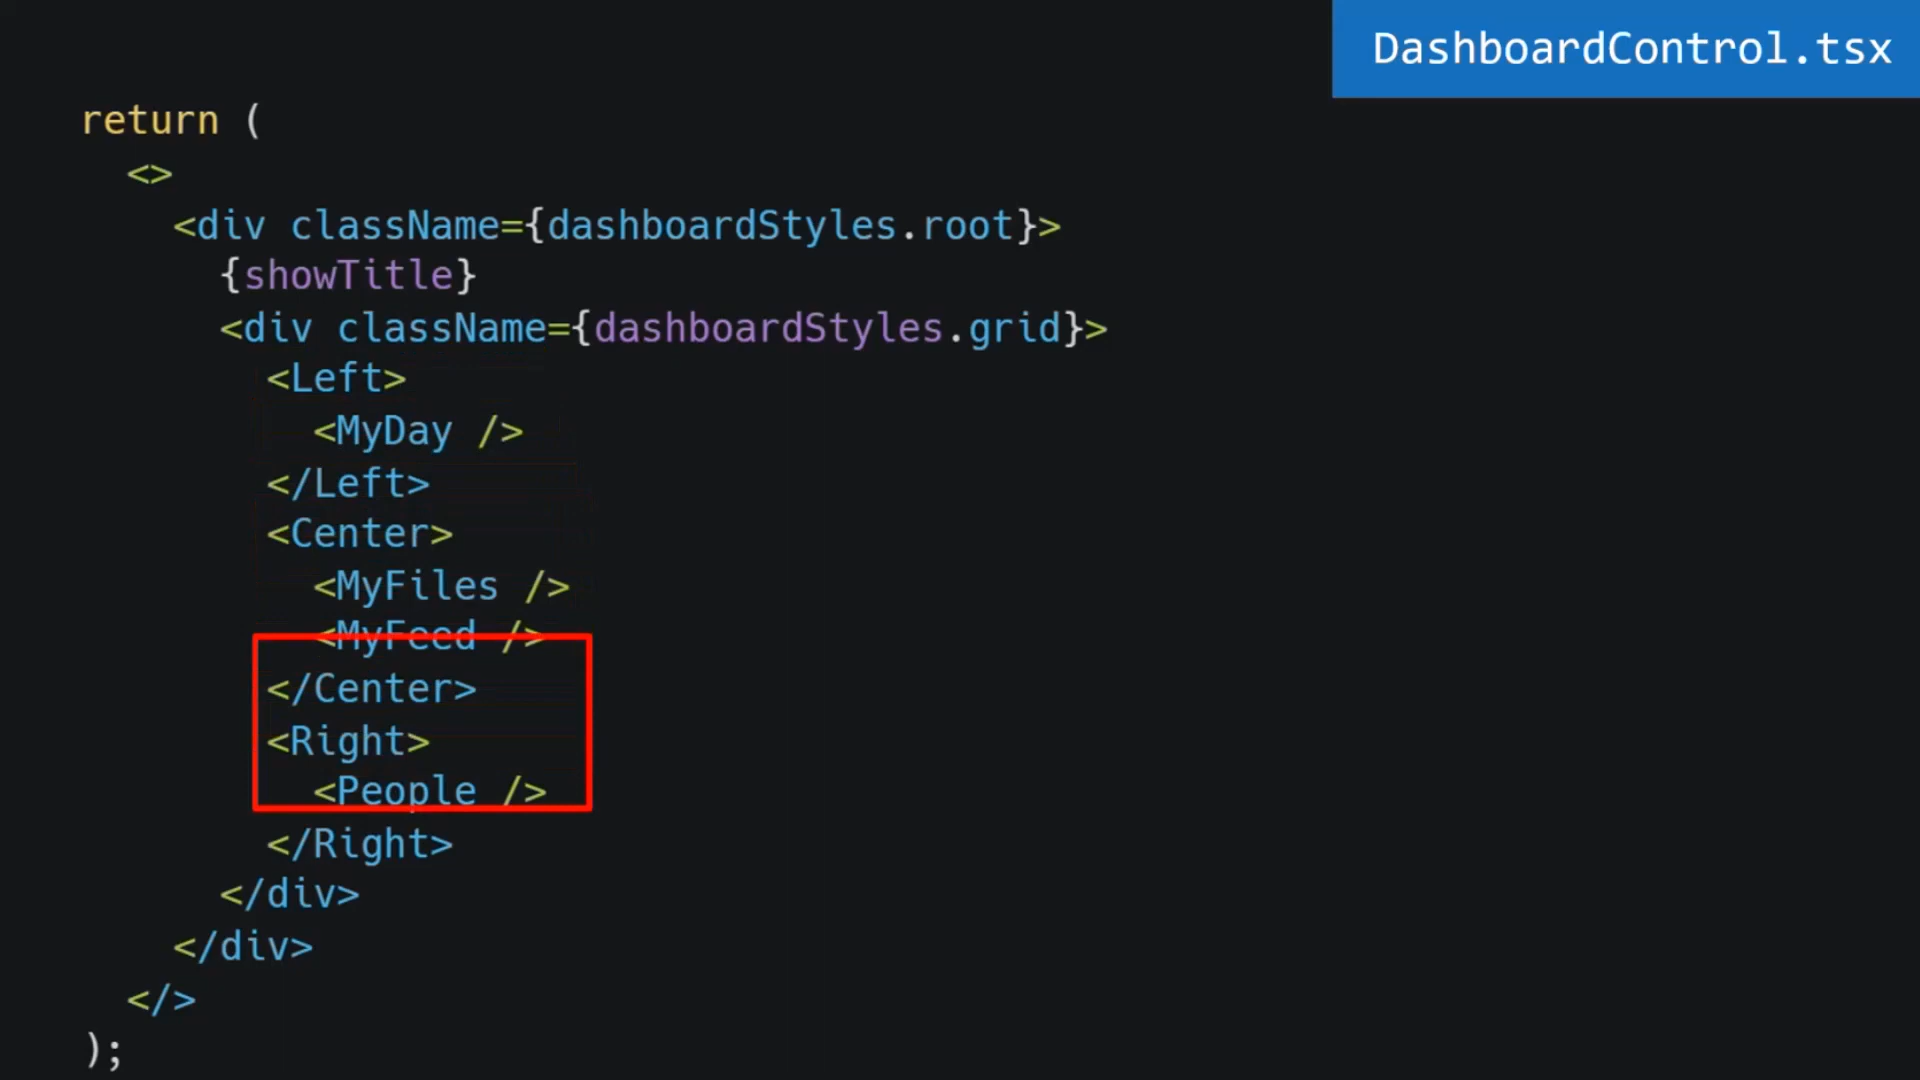 DashboardControl.tsx
return (
<>
<div className={dashboardStyles.root}>
{showTitle}
<div className={dashboardStyles.grid}>
<Left>
<MyDay />
</Left>
<Center>
<MyFiles />
<MyFeed />
</Center>
<Right>
<People />
</Right>
</div>
</div>
</>
);